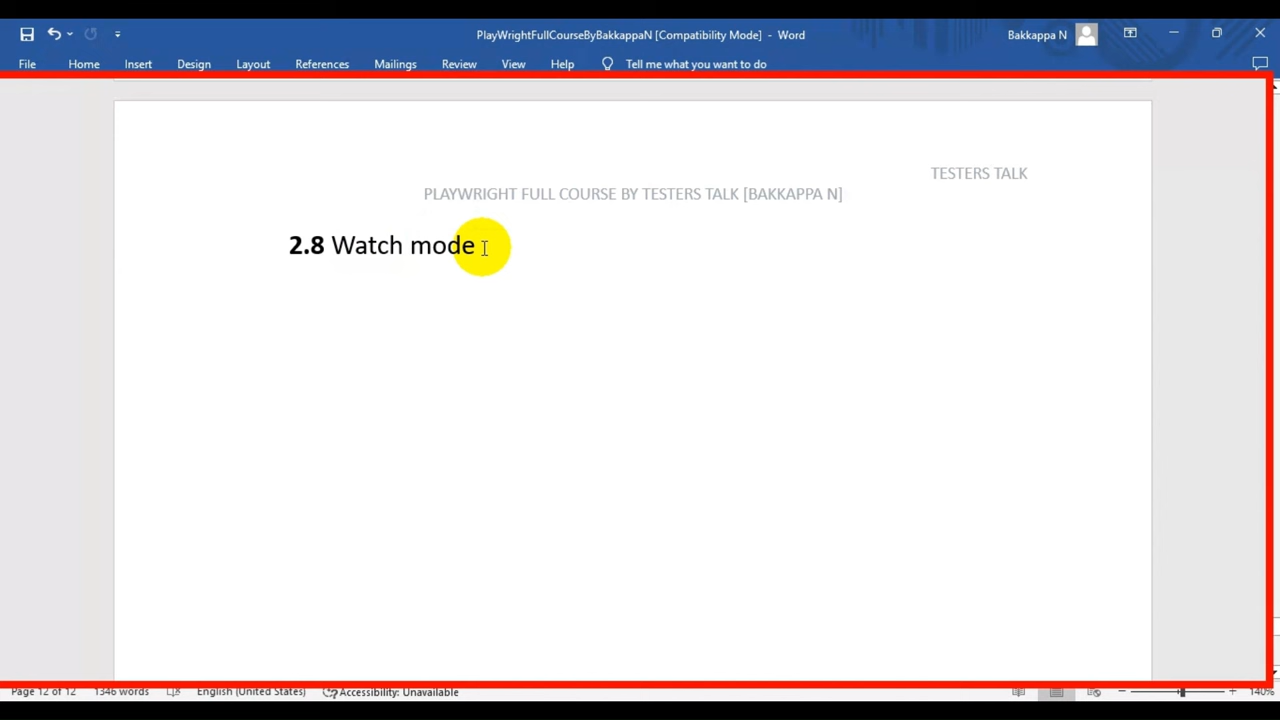 PlayWrightFullCourseByBakkappaN [Compatibility Mode] - Word
Bakkappa N
File Home Insert Design Layout References Mailings Review View Help Tell me what you want to do
TESTERS TALK
PLAYWRIGHT FULL COURSE BY TESTERS TALK [BAKKAPPA N]
2.8 Watch mode
Page 12 of 12 1346 words English (United States) Accessibility: Unavailable 140%